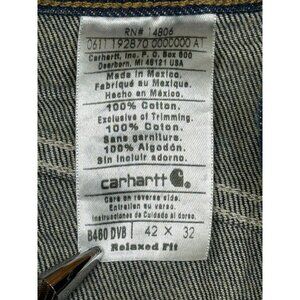 RN# 14806
0611 192870 0000000 A1
Carhartt, Inc. P.O. Box 600
Dearborn, MI 48121 USA
Made in Mexico.
Fabriqué au Mexique.
Hecho en México.
100% Cotton.
Exclusive of Trimming.
100% Coton.
Sans garniture.
100% Algodón.
Sin incluir adorno.
carhartt
Care on reverse side.
Entretien au verso.
Instrucciones de Cuidado al dorso.
B460 DVB 42 × 32
Relaxed Fit